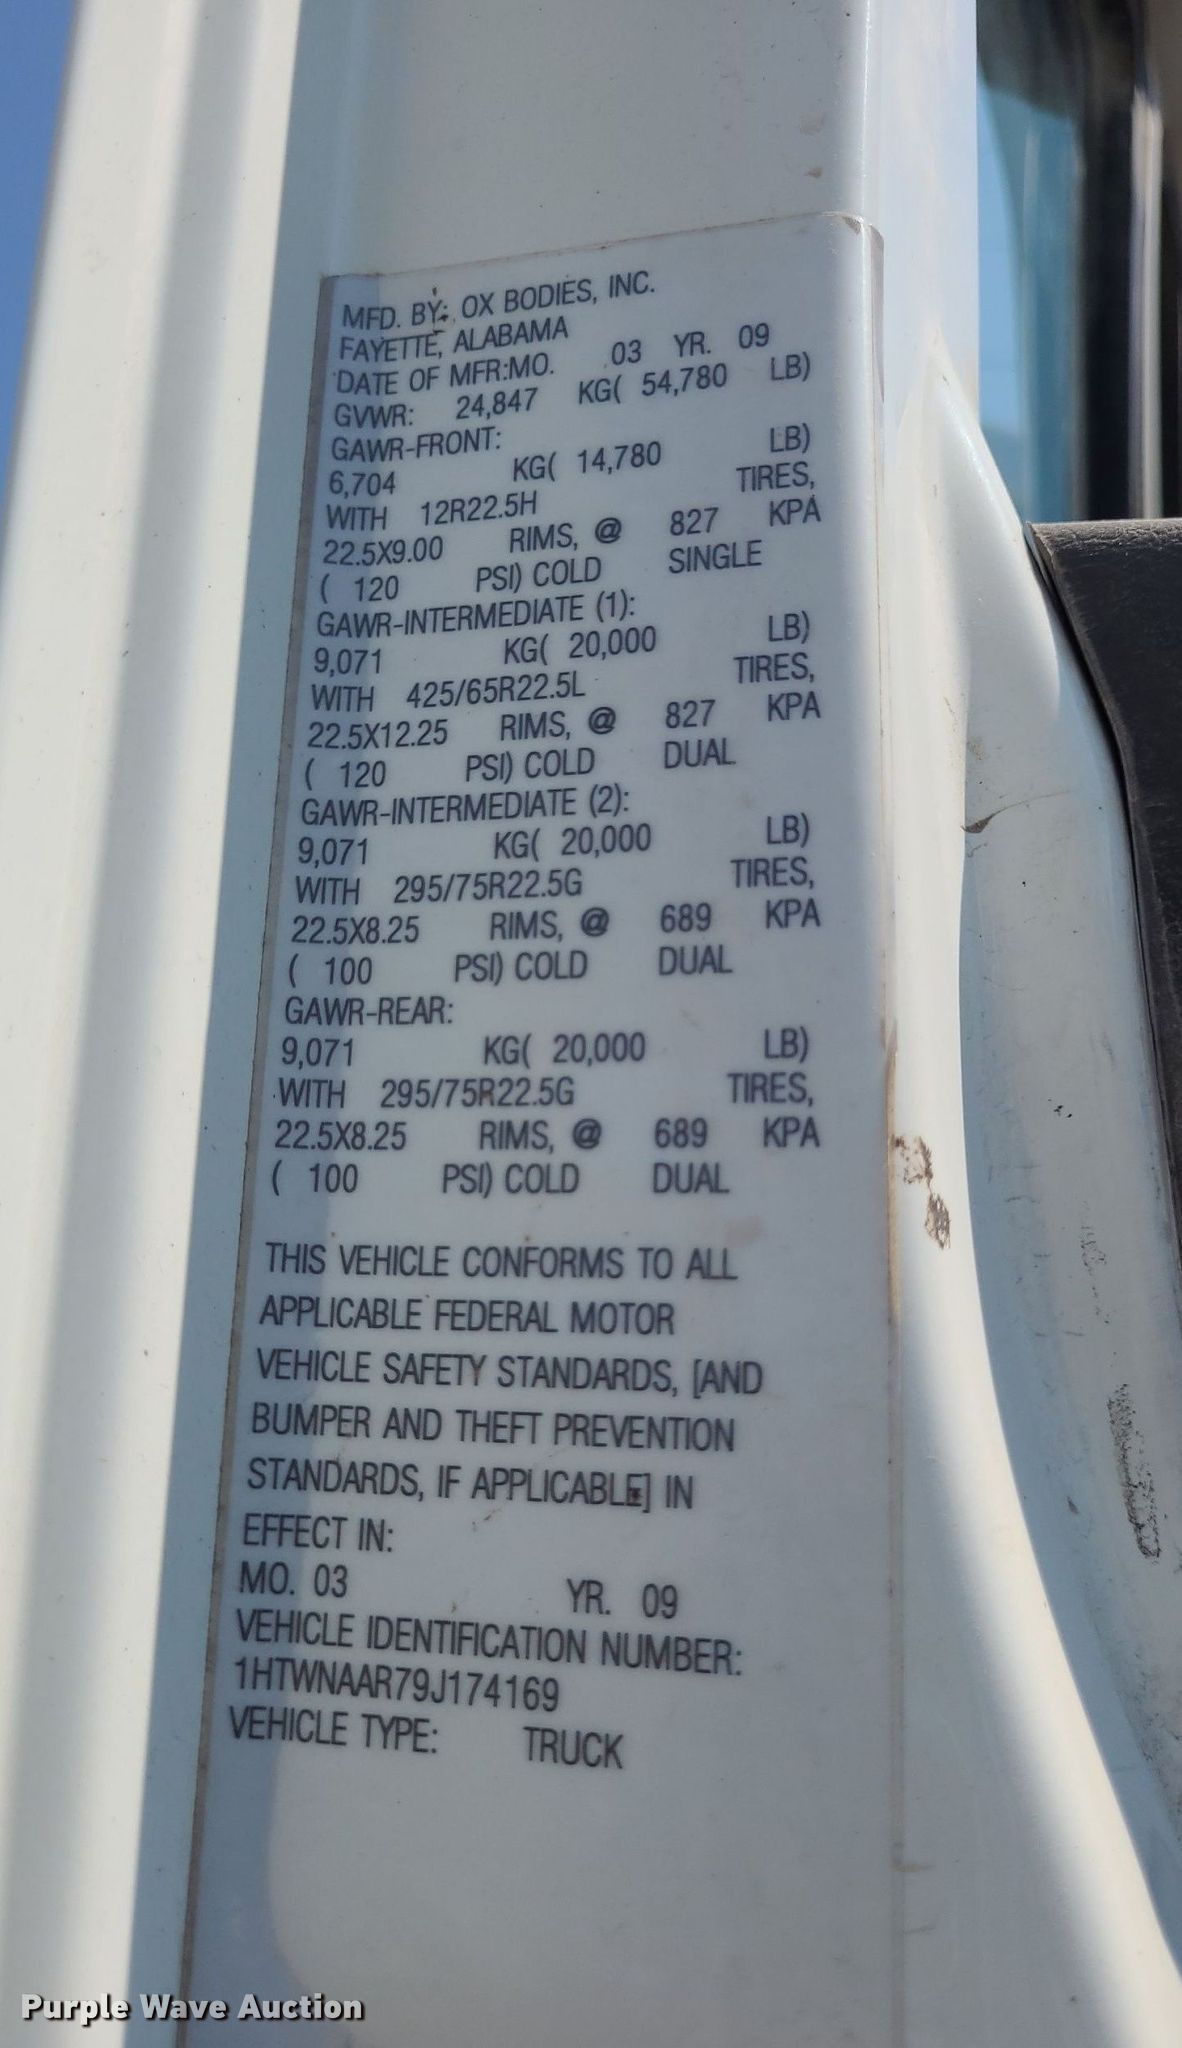 MFD. BY: OX BODIES, INC.
FAYETTE, ALABAMA
DATE OF MFR:MO. 03 YR. 09
GVWR: 24,847 KG( 54,780 LB)
GAWR-FRONT:
6,704 KG( 14,780 LB)
WITH 12R22.5H TIRES,
22.5X9.00 RIMS, @ 827 KPA
( 120 PSI) COLD SINGLE
GAWR-INTERMEDIATE (1):
9,071 KG( 20,000 LB)
WITH 425/65R22.5L TIRES,
22.5X12.25 RIMS, @ 827 KPA
( 120 PSI) COLD DUAL
GAWR-INTERMEDIATE (2):
9,071 KG( 20,000 LB)
WITH 295/75R22.5G TIRES,
22.5X8.25 RIMS, @ 689 KPA
( 100 PSI) COLD DUAL
GAWR-REAR:
9,071 KG( 20,000 LB)
WITH 295/75R22.5G TIRES,
22.5X8.25 RIMS, @ 689 KPA
( 100 PSI) COLD DUAL
THIS VEHICLE CONFORMS TO ALL
APPLICABLE FEDERAL MOTOR
VEHICLE SAFETY STANDARDS, [AND
BUMPER AND THEFT PREVENTION
STANDARDS, IF APPLICABLE] IN
EFFECT IN:
MO. 03 YR. 09
VEHICLE IDENTIFICATION NUMBER:
1HTWNAAR79J174169
VEHICLE TYPE: TRUCK
Purple Wave Auction